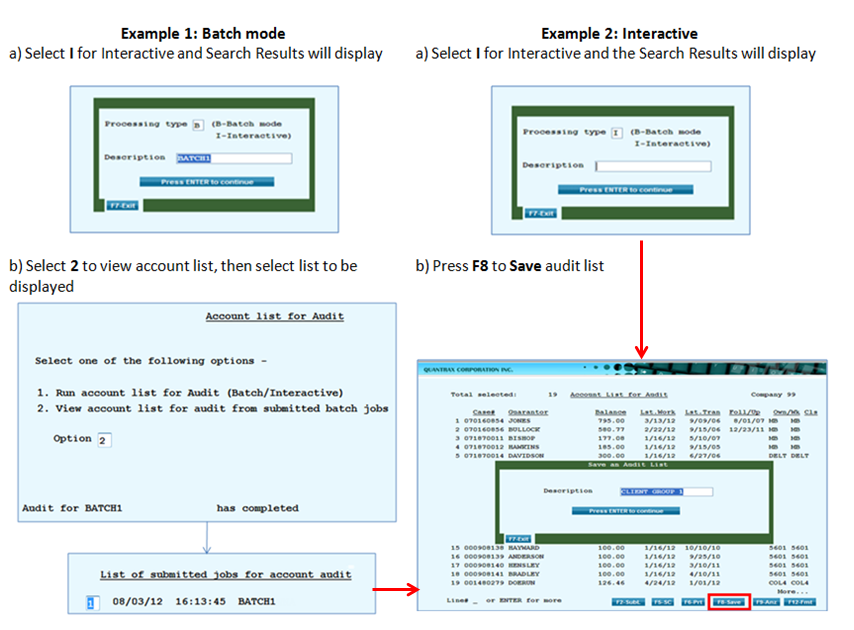 Example 1: Batch mode
a) Select I for Interactive and Search Results will display
Processing type B (B-Batch mode
I-Interactive)
Description BATCH1
Press ENTER to continue
F7-Exit
b) Select 2 to view account list, then select list to be
displayed
Account list for Audit
Select one of the following options -
1. Run account list for Audit (Batch/Interactive)
2. View account list for audit from submitted batch jobs
Option 2
Audit for BATCH1 has completed
List of submitted jobs for account audit
1 08/03/12 16:13:45 BATCH1
Example 2: Interactive
a) Select I for Interactive and the Search Results will display
Processing type I (B-Batch mode
I-Interactive)
Description
Press ENTER to continue
F7-Exit
b) Press F8 to Save audit list
QUANTRAX CORPORATION INC.
Total selected: 19 Account List for Audit Company 99
Case# Guarantor Balance Lst.Work Lst.Tran Foll/Up Own/Wk Cls
1 070160854 JONES 795.00 3/13/12 9/09/06 8/01/07 MB MB
2 070160856 BULLOCK 580.77 2/22/12 9/15/06 12/23/11 MB MB
3 071870011 BISHOP 177.08 1/16/12 5/10/07 MB MB
4 071870012 HAWKINS 185.00 1/16/12 9/15/05 MB MB
5 071870014 DAVIDSON 300.00 1/16/12 6/27/06 DELT DELT
Save an Audit List
Description CLIENT GROUP 1
Press ENTER to continue
F7-Exit
15 000908138 HAYWARD 100.00 1/16/12 10/10/10 5601 5601
16 000908139 ANDERSON 100.00 1/16/12 9/25/10 5601 5601
17 000908140 HENSLEY 100.00 1/16/12 3/10/11 5601 5601
18 000908141 BRADLEY 100.00 1/16/12 4/10/11 5601 5601
19 001480279 DOERUN 126.46 4/24/12 1/01/12 COL4 COL4
More...
Line# _ or ENTER for more F2-Subt. F5-SC F6-Prt F8-Save F9-Anz F12-Fmt